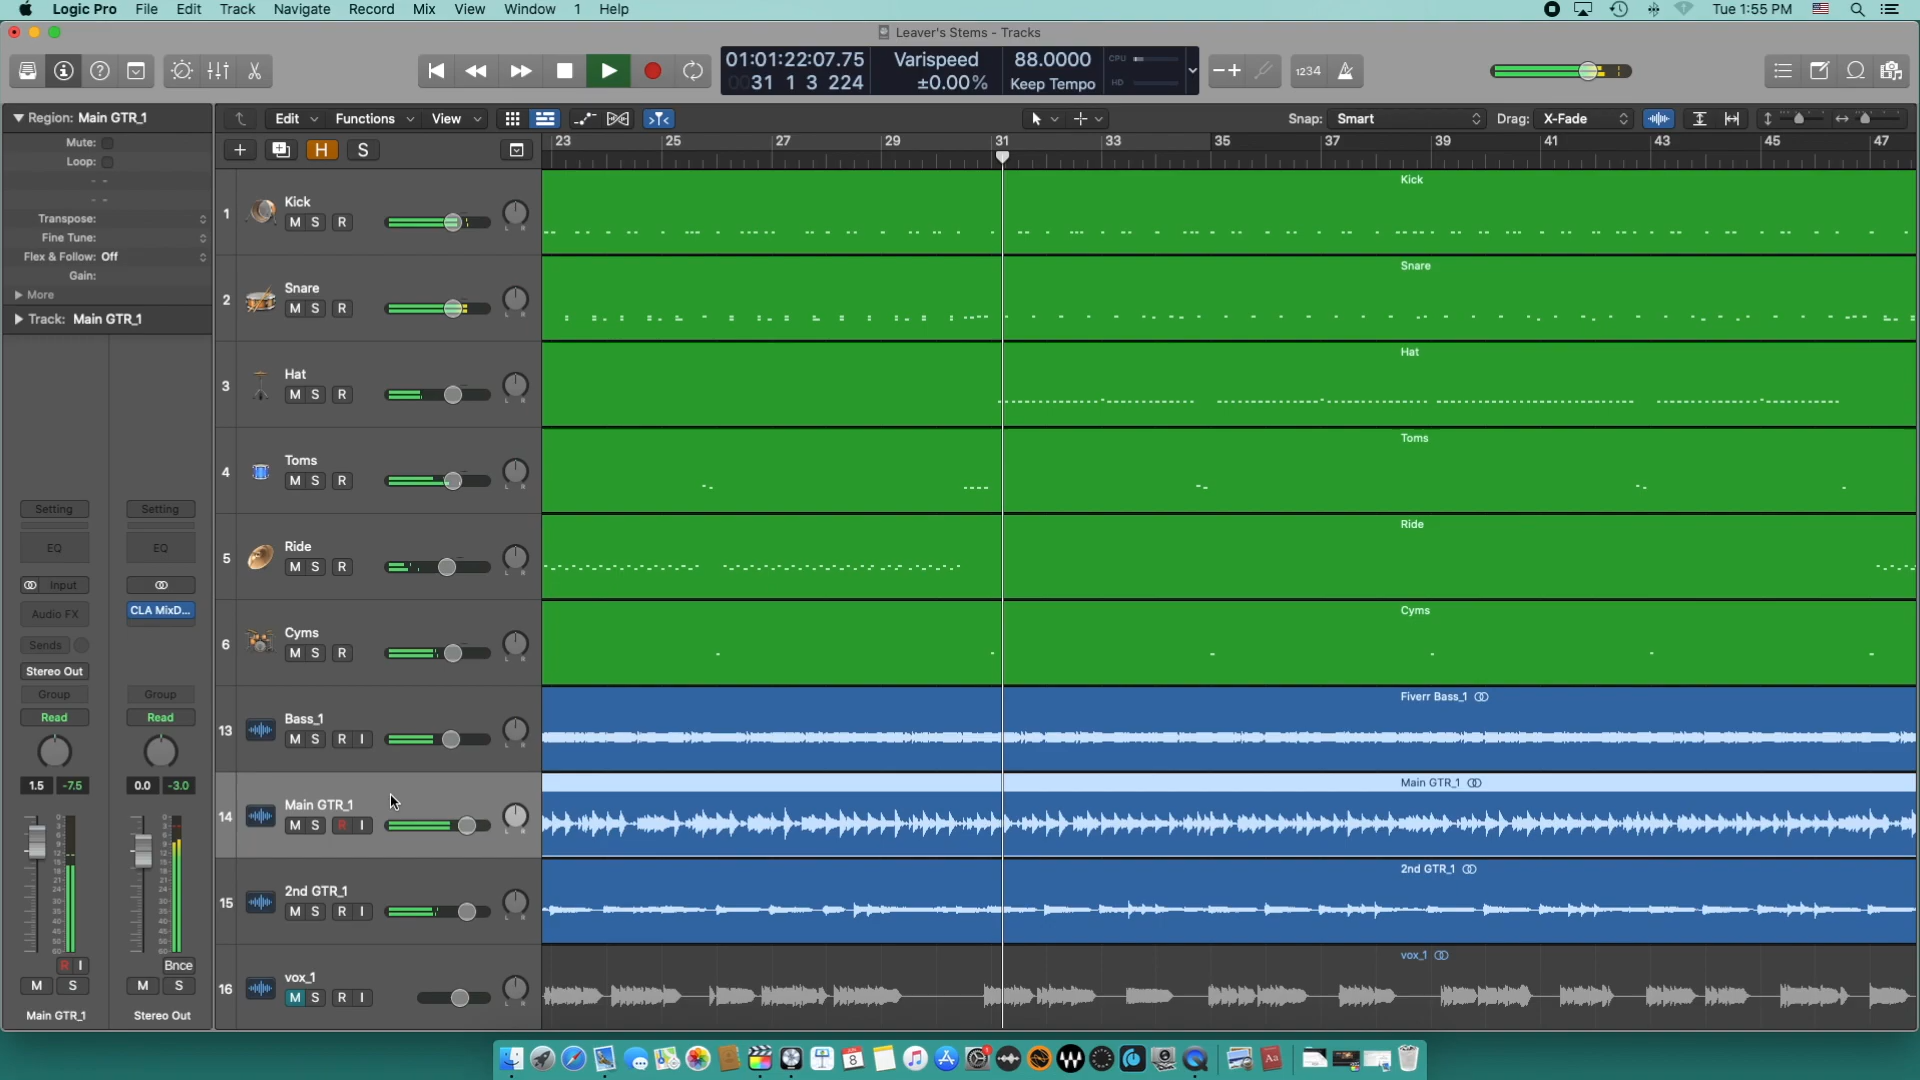 Logic Pro File Edit Track Navigate Record Mix View Window 1 Help
Tue 1:55 PM
Leaver's Stems - Tracks
01:01:22:07.75 Varispeed 88.0000 CPU
0031 1 3 224 ±0.00% Keep Tempo HD
1234
Region: Main GTR_1
Mute:
Loop:
- -
- -
Transpose:
Fine Tune:
Flex & Follow: Off
Gain:
More
Track: Main GTR_1
Edit Functions View
Snap: Smart Drag: X-Fade
H S
23 25 27 29 31 33 35 37 39 41 43 45 47
1 Kick
M S R
L R
Kick
2 Snare
M S R
L R
Snare
3 Hat
M S R
L R
Hat
4 Toms
M S R
L R
Toms
5 Ride
M S R
L R
Ride
6 Cyms
M S R
L R
Cyms
13 Bass_1
M S R I
L R
Fiverr Bass_1
14 Main GTR_1
M S R I
L R
Main GTR_1
15 2nd GTR_1
M S R I
L R
2nd GTR_1
16 vox_1
M S R I
L R
vox_1
Setting Setting
EQ EQ
Input
Audio FX CLA MixD...
Sends
Stereo Out
Group Group
Read Read
1.5 -7.5 0.0 -3.0
R I Bnce
M S M S
Main GTR_1 Stereo Out